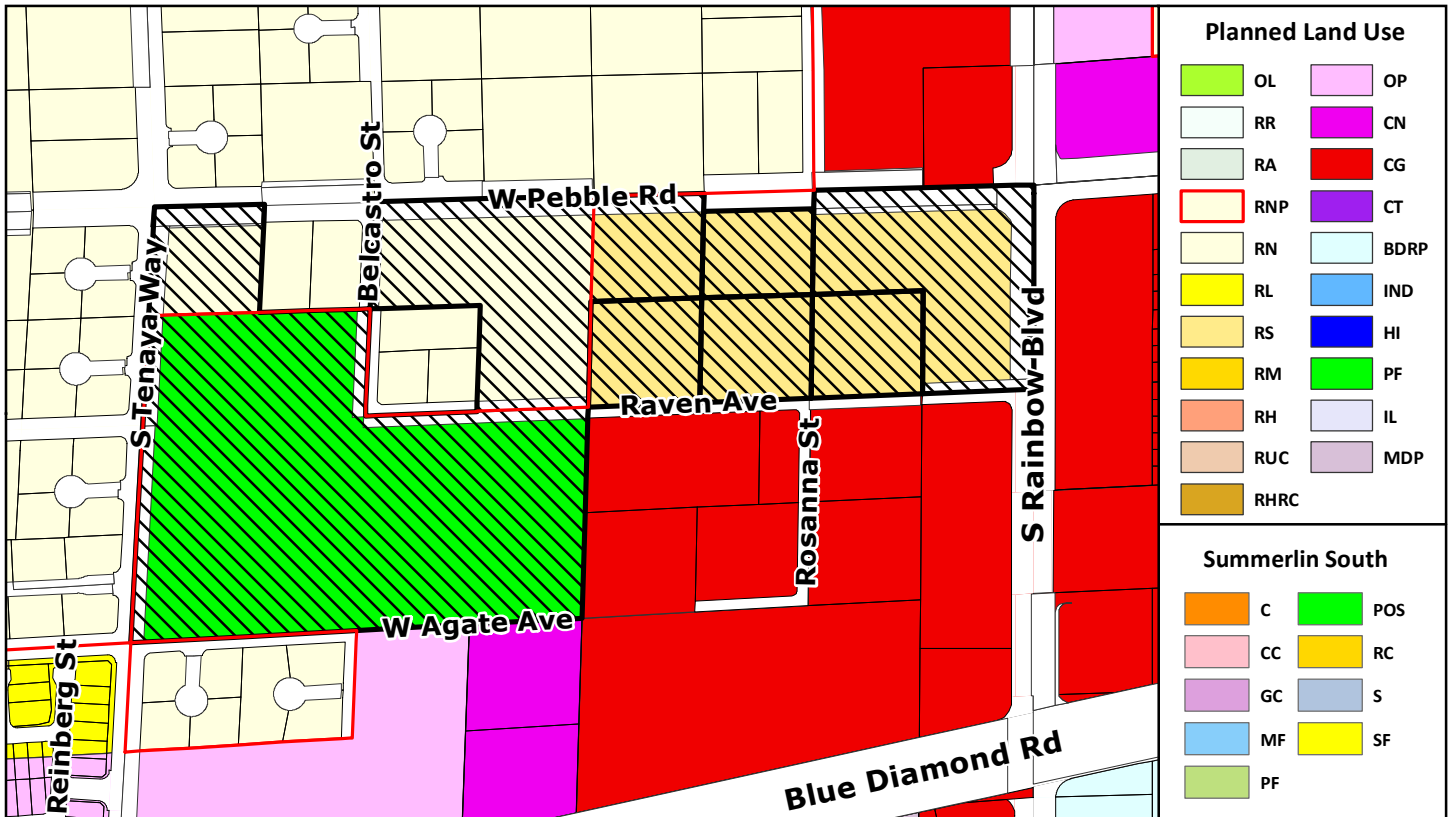 W Pebble Rd
Belcastro St
S Tenaya Way
Raven Ave
S Rainbow Blvd
Rosanna St
W Agate Ave
Reinberg St
Blue Diamond Rd
Planned Land Use
OL
OP
RR
CN
RA
CG
RNP
CT
RN
BDRP
RL
IND
RS
HI
RM
PF
RH
IL
RUC
MDP
RHRC
Summerlin South
C
POS
CC
RC
GC
S
MF
SF
PF